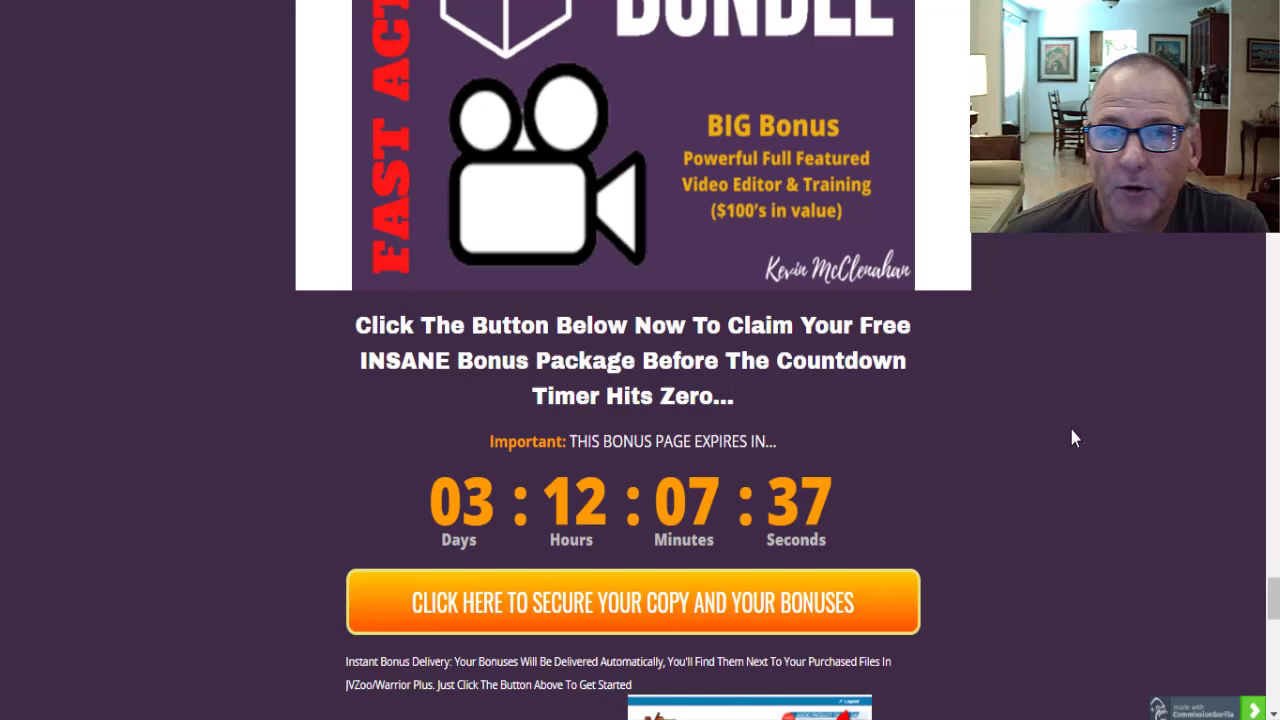 BUNDLE
FAST ACT
BIG Bonus
Powerful Full Featured
Video Editor & Training
($100's in value)
Kevin McClenahan
Click The Button Below Now To Claim Your Free
INSANE Bonus Package Before The Countdown
Timer Hits Zero...
Important: THIS BONUS PAGE EXPIRES IN...
03 : 12 : 07 : 37
Days Hours Minutes Seconds
CLICK HERE TO SECURE YOUR COPY AND YOUR BONUSES
Instant Bonus Delivery: Your Bonuses Will Be Delivered Automatically, You'll Find Them Next To Your Purchased Files In
JVZoo/Warrior Plus. Just Click The Button Above To Get Started
made with
CommissionGorilla